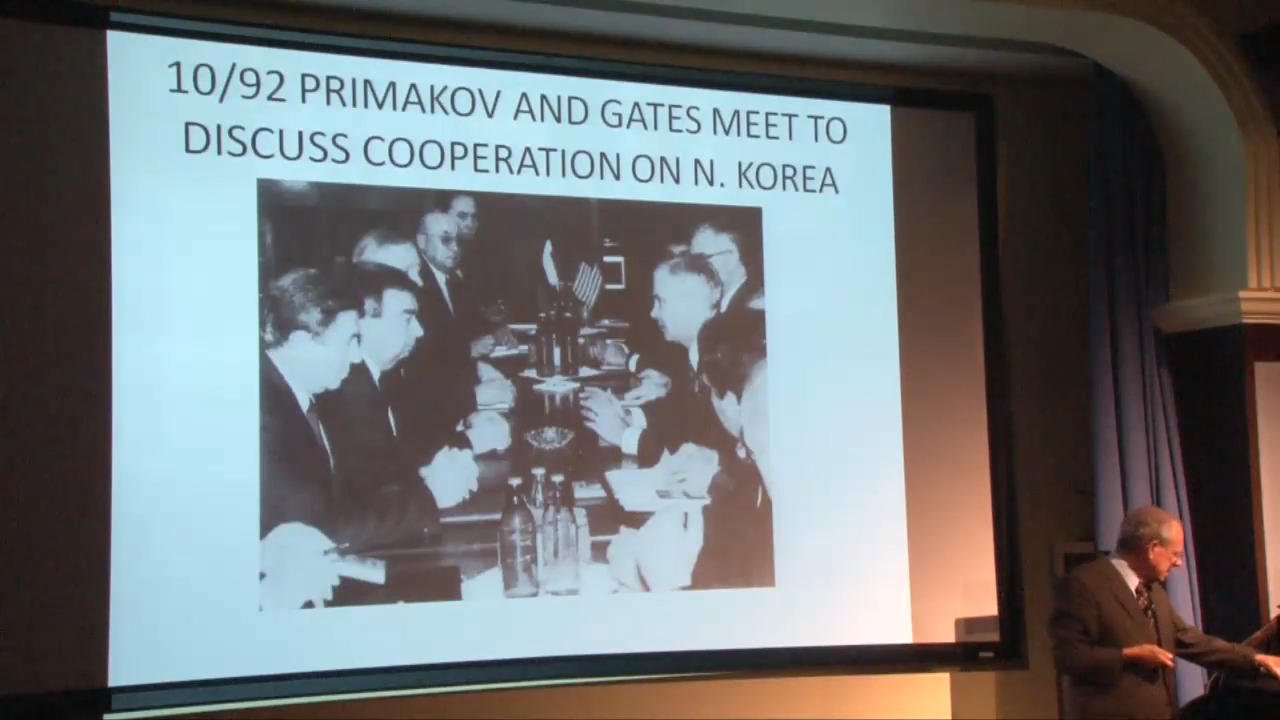 10/92 PRIMAKOV AND GATES MEET TO
DISCUSS COOPERATION ON N. KOREA